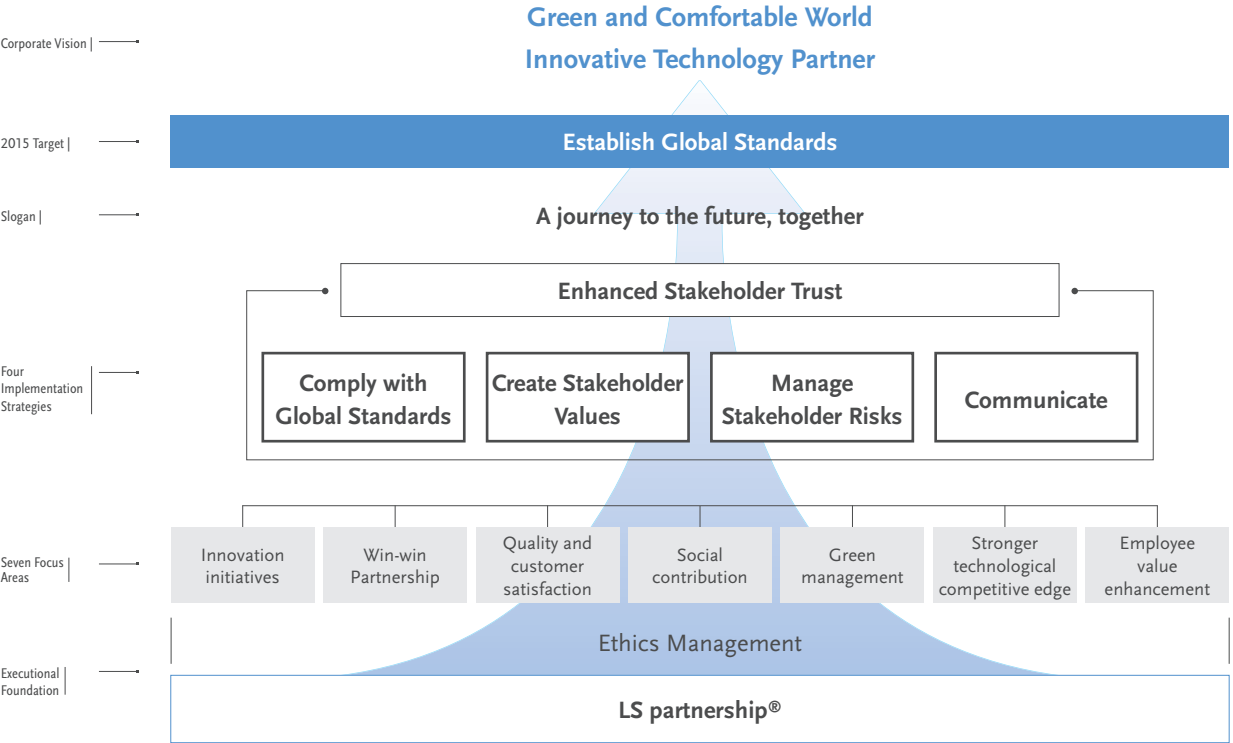 Green and Comfortable World
Corporate Vision |
Innovative Technology Partner
2015 Target |
Establish Global Standards
Slogan |
A journey to the future, together
Enhanced Stakeholder Trust
Four
Implementation
Strategies
Comply with
Global Standards
Create Stakeholder
Values
Manage
Stakeholder Risks
Communicate
Seven Focus
Areas
Innovation
initiatives
Win-win
Partnership
Quality and
customer
satisfaction
Social
contribution
Green
management
Stronger
technological
competitive edge
Employee
value
enhancement
Ethics Management
Executional
Foundation
LS partnership®